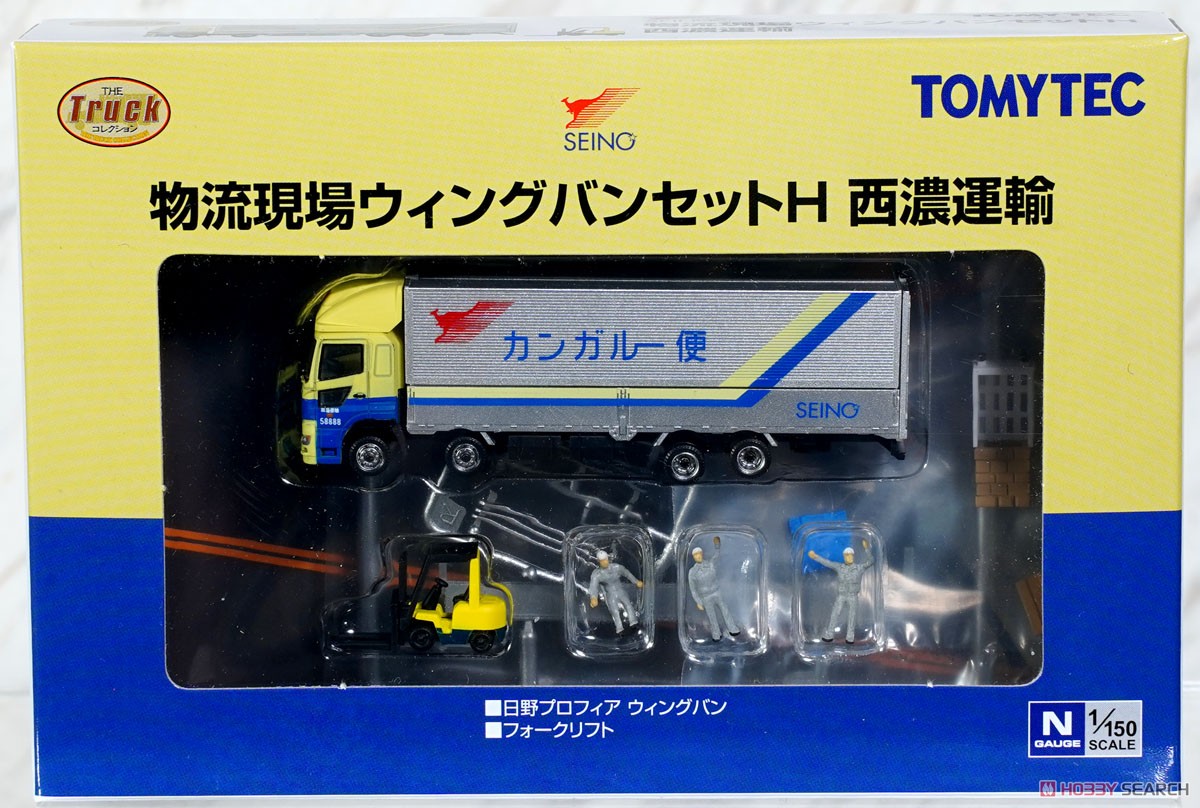 THE
Truck
コレクション
SEINO
TOMYTEC
物流現場ウィングバンセットH 西濃運輸
カンガルー便
SEINO
58888
■日野プロフィア ウィングバン
■フォークリフト
N
GAUGE
1/150
SCALE
HOBBY SEARCH